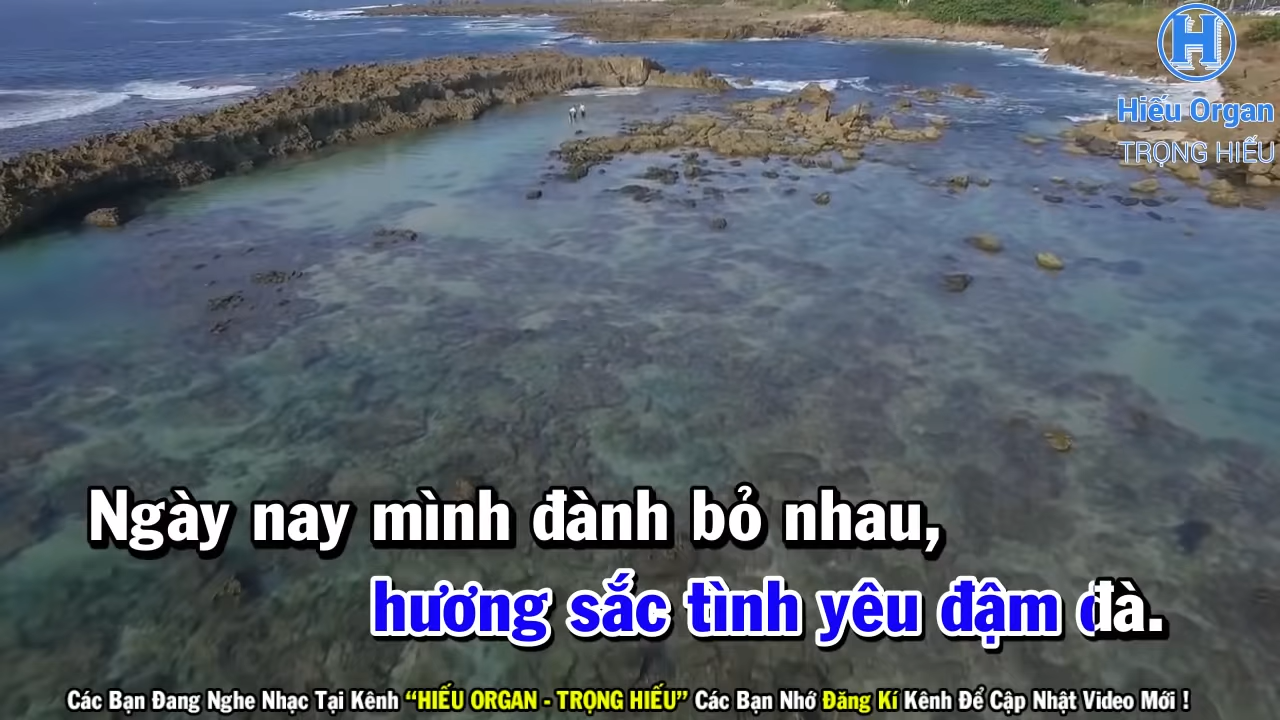 H
Hiếu Organ
TRỌNG HIẾU
Ngày nay mình đành bỏ nhau,
hương sắc tình yêu đậm đà.
Các Bạn Đang Nghe Nhạc Tại Kênh “HIẾU ORGAN - TRỌNG HIẾU” Các Bạn Nhớ Đăng Kí Kênh Để Cập Nhật Video Mới !